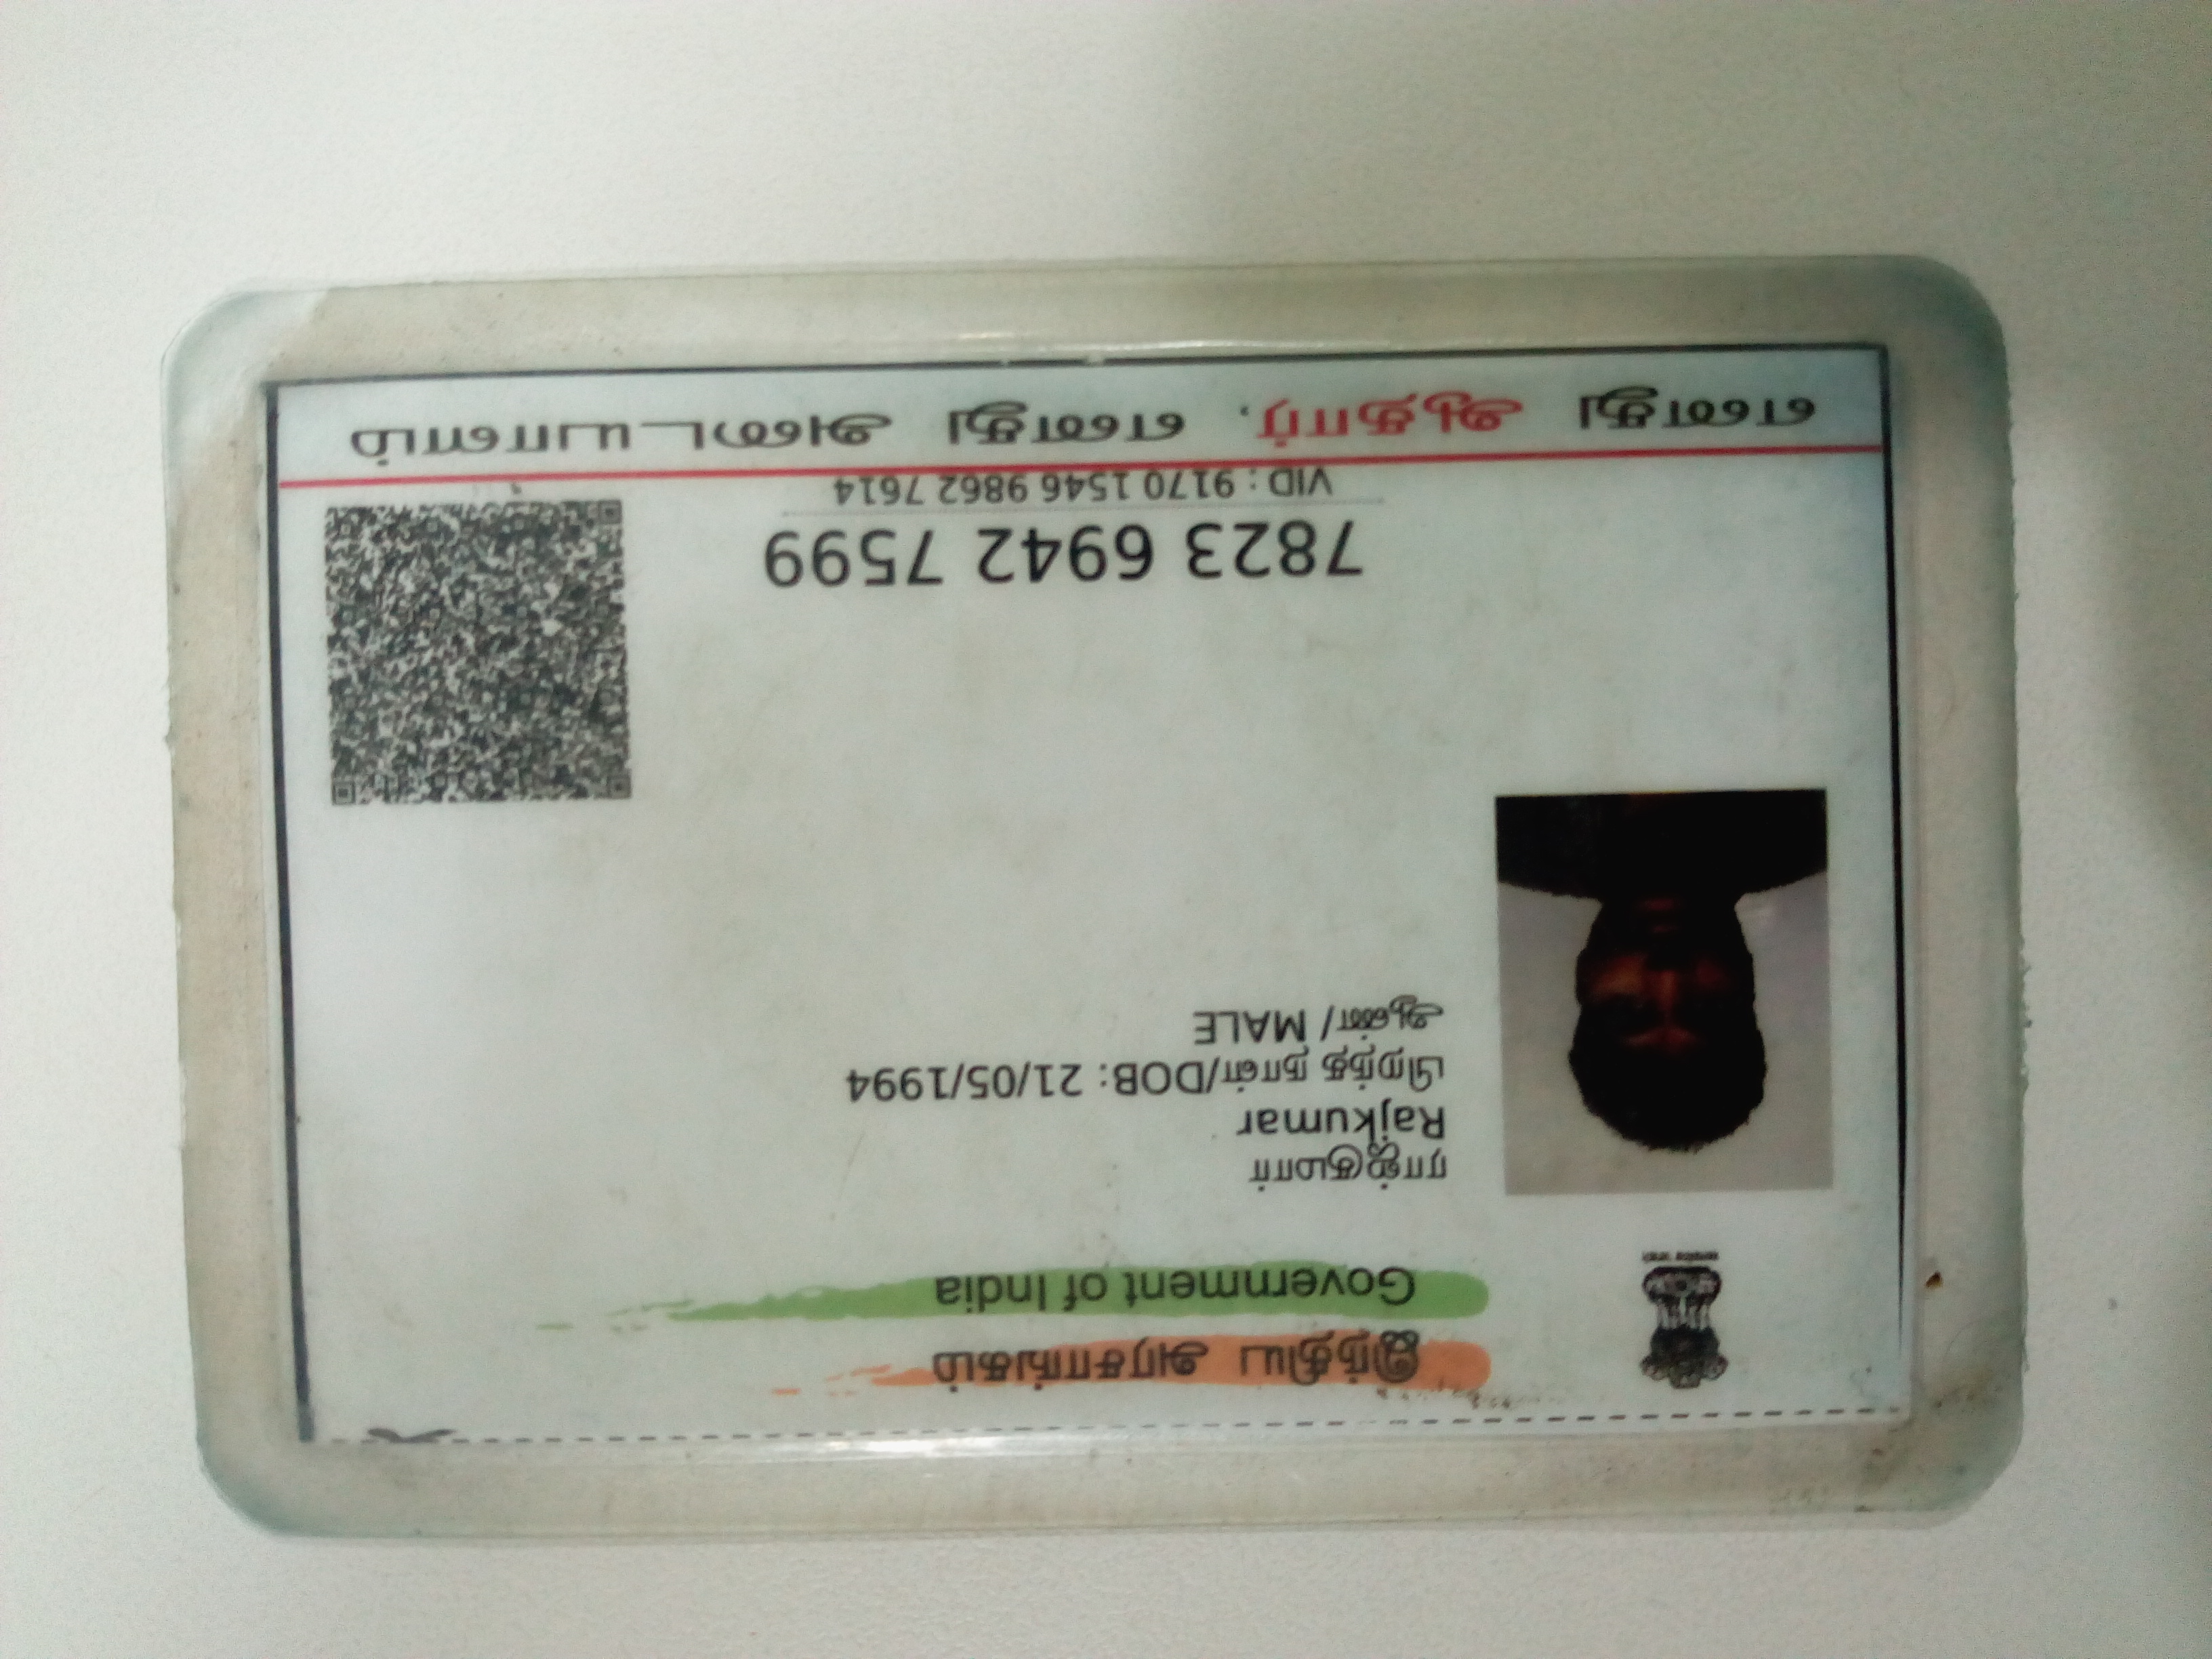 இந்திய அரசாங்கம்
Government of India
ராஜ்குமார்
Rajkumar
பிறந்த நாள்/DOB: 21/05/1994
ஆண்/ MALE
7823 6942 7599
VID : 9170 1546 9862 7614
எனது ஆதார், எனது அடையாளம்